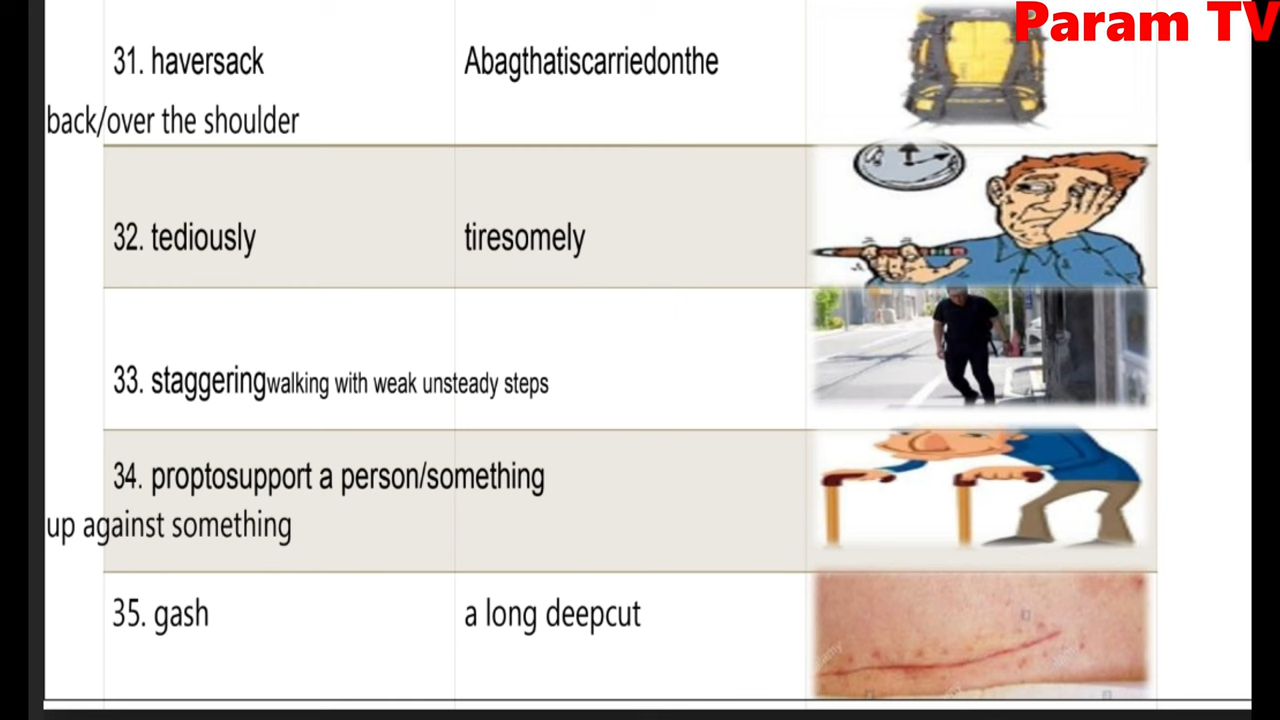 Param TV
31. haversack Abagthatiscarriedonthe
back/over the shoulder
32. tediously tiresomely
33. staggeringwalking with weak unsteady steps
34. proptosupport a person/something
up against something
35. gash a long deepcut